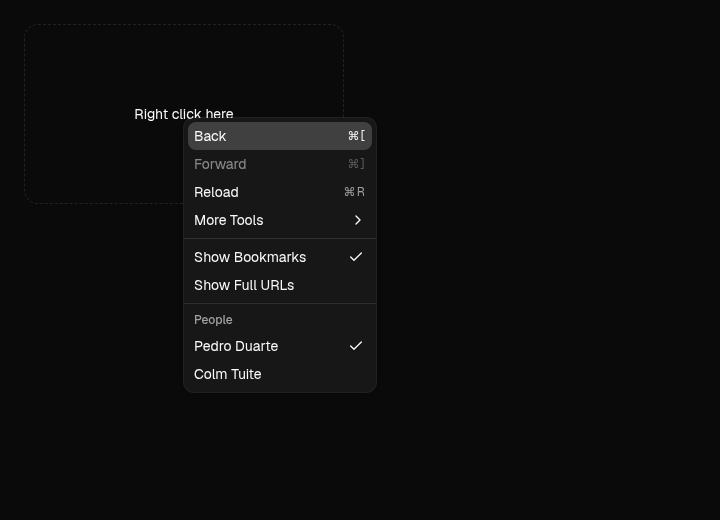 Right click here
Back ⌘[
Forward ⌘]
Reload ⌘R
More Tools
Show Bookmarks
Show Full URLs
People
Pedro Duarte
Colm Tuite